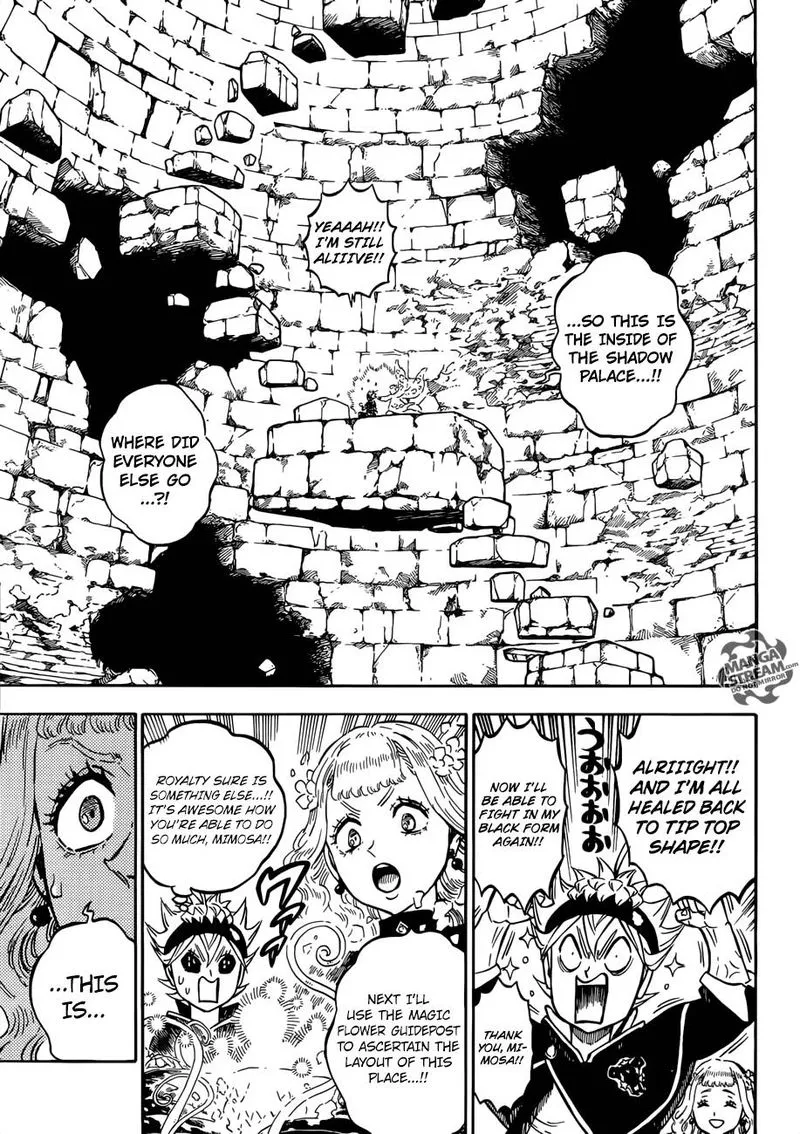 YEAAAH!!
I'M STILL
ALIIIVE!!
...SO THIS IS
THE INSIDE OF
THE SHADOW
PALACE...!!
WHERE DID
EVERYONE
ELSE GO
...?!
MANGA
STREAM.com
DO NOT MIRROR
ALRIIIGHT!!
AND I'M ALL
HEALED BACK
TO TIP TOP
SHAPE!!
うおおおお
NOW I'LL
BE ABLE TO
FIGHT IN MY
BLACK FORM
AGAIN!!
THANK
YOU, MI-
MOSA!!
ROYALTY SURE IS
SOMETHING ELSE...!!
IT'S AWESOME HOW
YOU'RE ABLE TO DO
SO MUCH, MIMOSA!!
NEXT I'LL
USE THE MAGIC
FLOWER GUIDEPOST
TO ASCERTAIN THE
LAYOUT OF THIS
PLACE...!!
...THIS
IS...